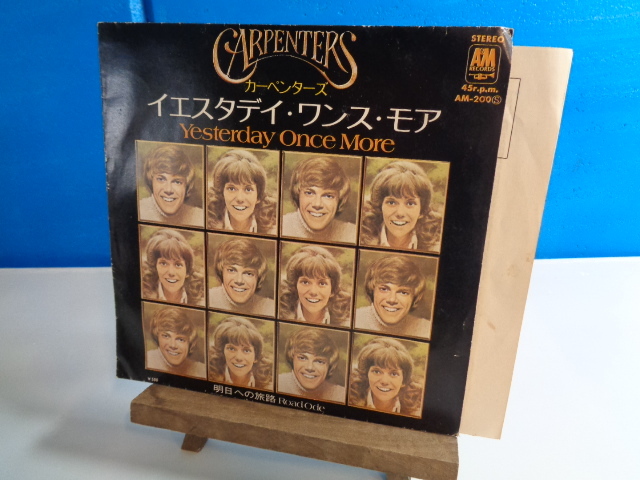 CARPENTERS
カーペンターズ
イエスタデイ・ワンス・モア
Yesterday Once More
STEREO
A&M
RECORDS
45r.p.m.
AM-200Ⓢ
明日への旅路 Road Ode